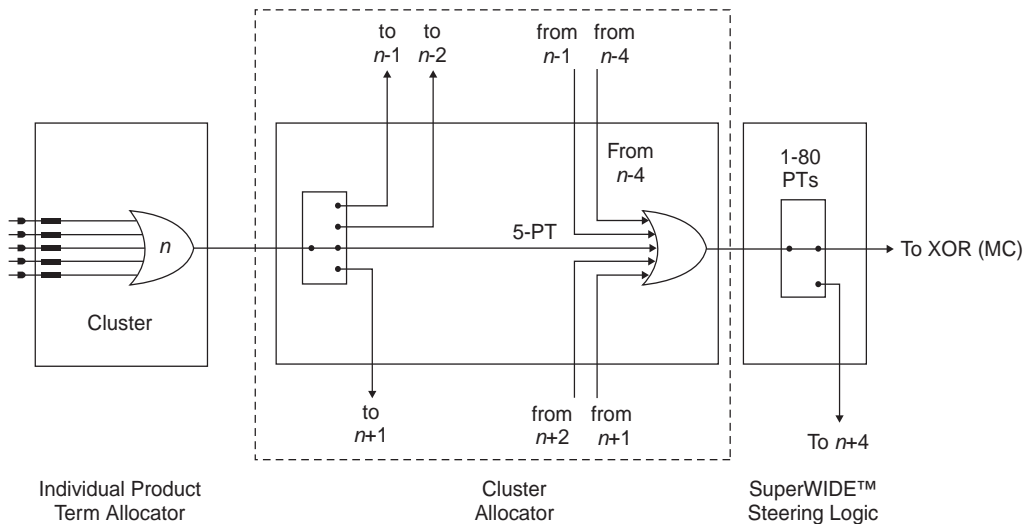 to
n-1
to
n-2
from
n-1
from
n-4
n
Cluster
5-PT
From
n-4
1-80
PTs
To XOR (MC)
to
n+1
from
n+2
from
n+1
To n+4
Individual Product
Term Allocator
Cluster
Allocator
SuperWIDE™
Steering Logic